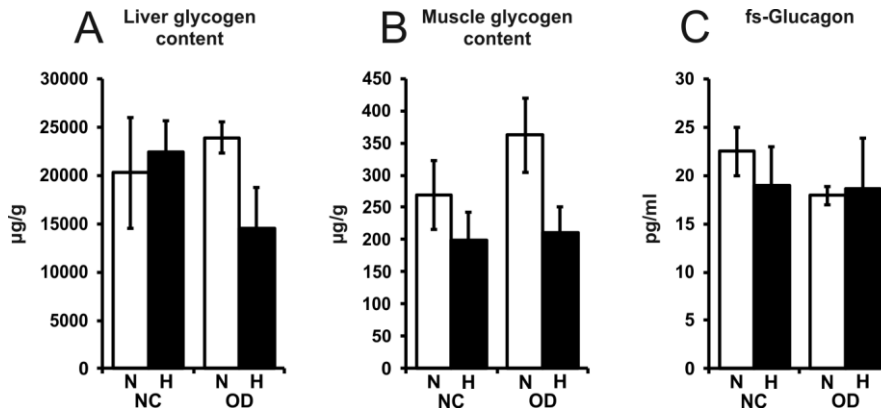 A Liver glycogen content
B Muscle glycogen content
C fs-Glucagon
30000
25000
20000
15000
10000
5000
0
µg/g
N H N H
NC OD
450
400
350
300
250
200
150
100
50
0
µg/g
N H N H
NC OD
30
25
20
15
10
5
0
pg/ml
N H N H
NC OD